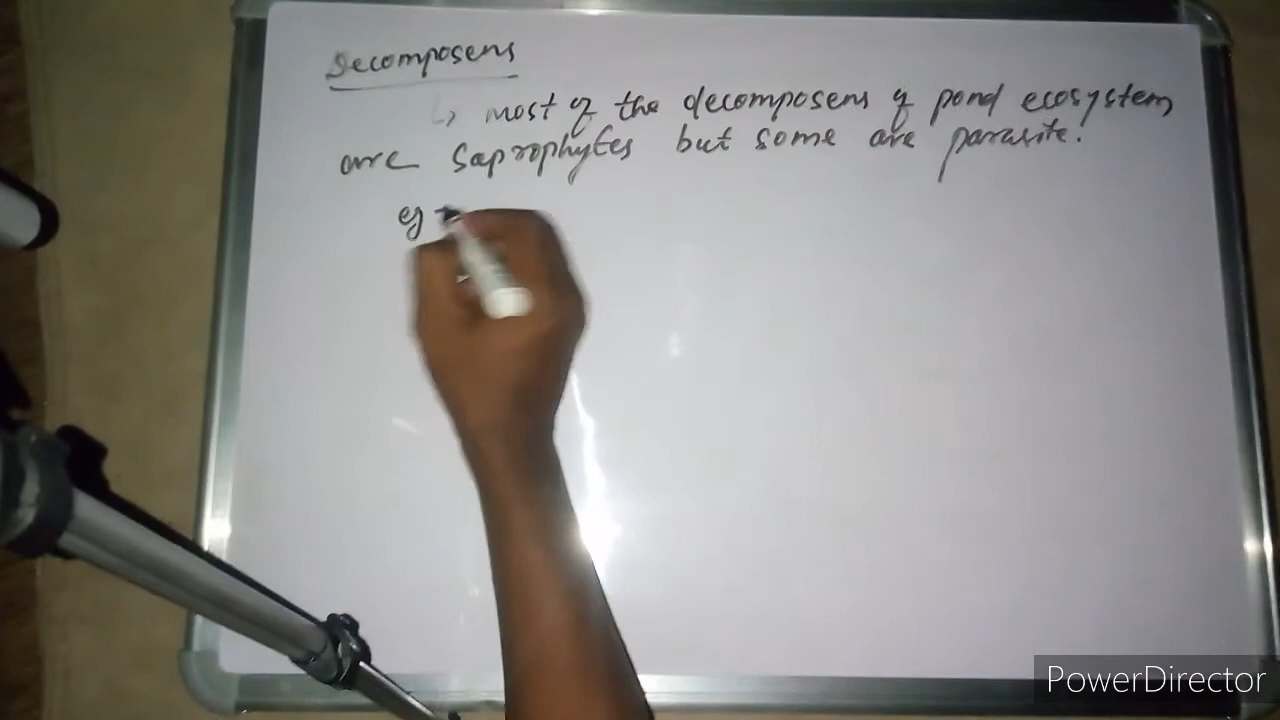 Decomposers
↳ most of the decomposers of pond ecosystem
are Saprophytes but some are parasite.
eg
PowerDirector